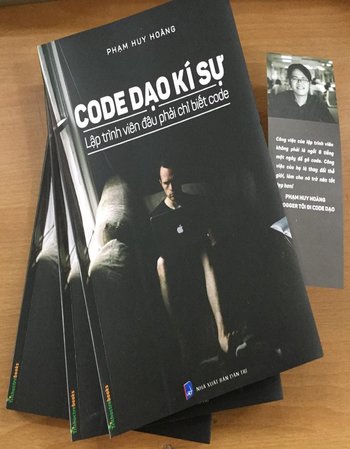 PHẠM HUY HOÀNG
CODE DẠO KÍ SỰ
Lập trình viên đâu phải chỉ biết code
NHÀ XUẤT BẢN DÂN TRÍ
Công việc của lập trình viên
không phải là ngồi 8 tiếng
một ngày để gõ code. Công
việc của họ là thay đổi thế
giới, làm cho nó trở nên tốc
đẹp hơn!
PHẠM HUY HOÀNG
BLOGGER TÔI ĐI CODE DẠO